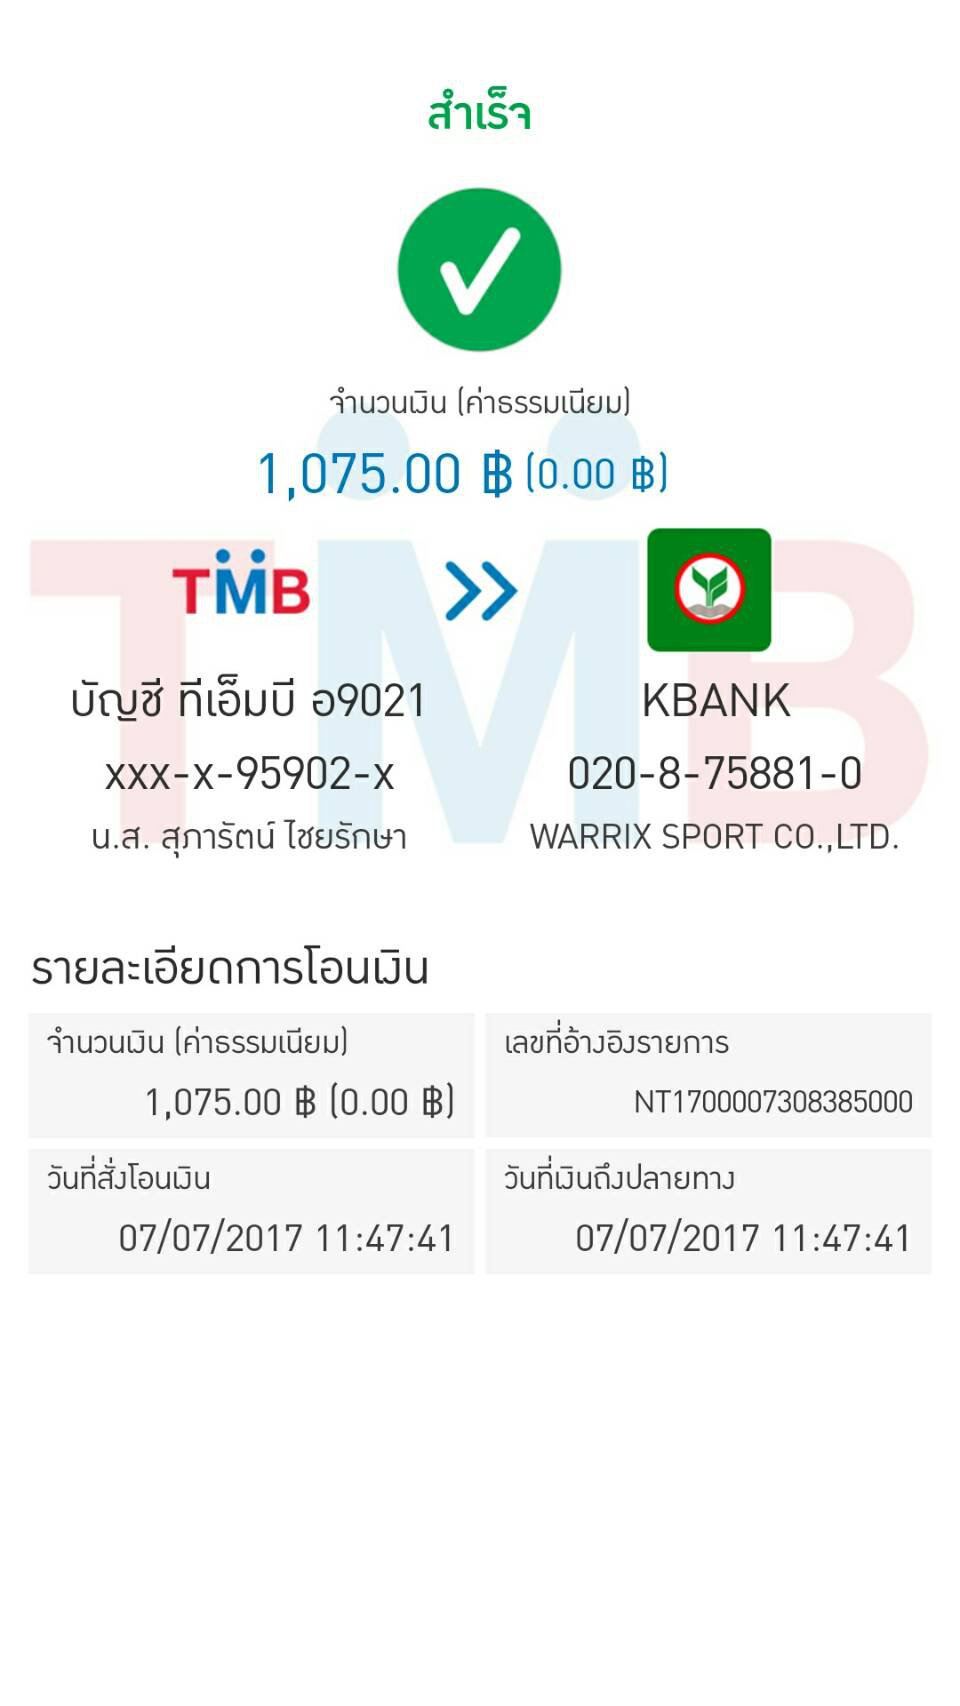 สำเร็จ
จำนวนเงิน (ค่าธรรมเนียม)
1,075.00 ฿ (0.00 ฿)
TMB
บัญชี ทีเอ็มบี อ9021
xxx-x-95902-x
น.ส. สุภารัตน์ ไชยรักษา
KBANK
020-8-75881-0
WARRIX SPORT CO.,LTD.
รายละเอียดการโอนเงิน
จำนวนเงิน (ค่าธรรมเนียม)
1,075.00 ฿ (0.00 ฿)
เลขที่อ้างอิงรายการ
NT1700007308385000
วันที่สั่งโอนเงิน
07/07/2017 11:47:41
วันที่เงินถึงปลายทาง
07/07/2017 11:47:41